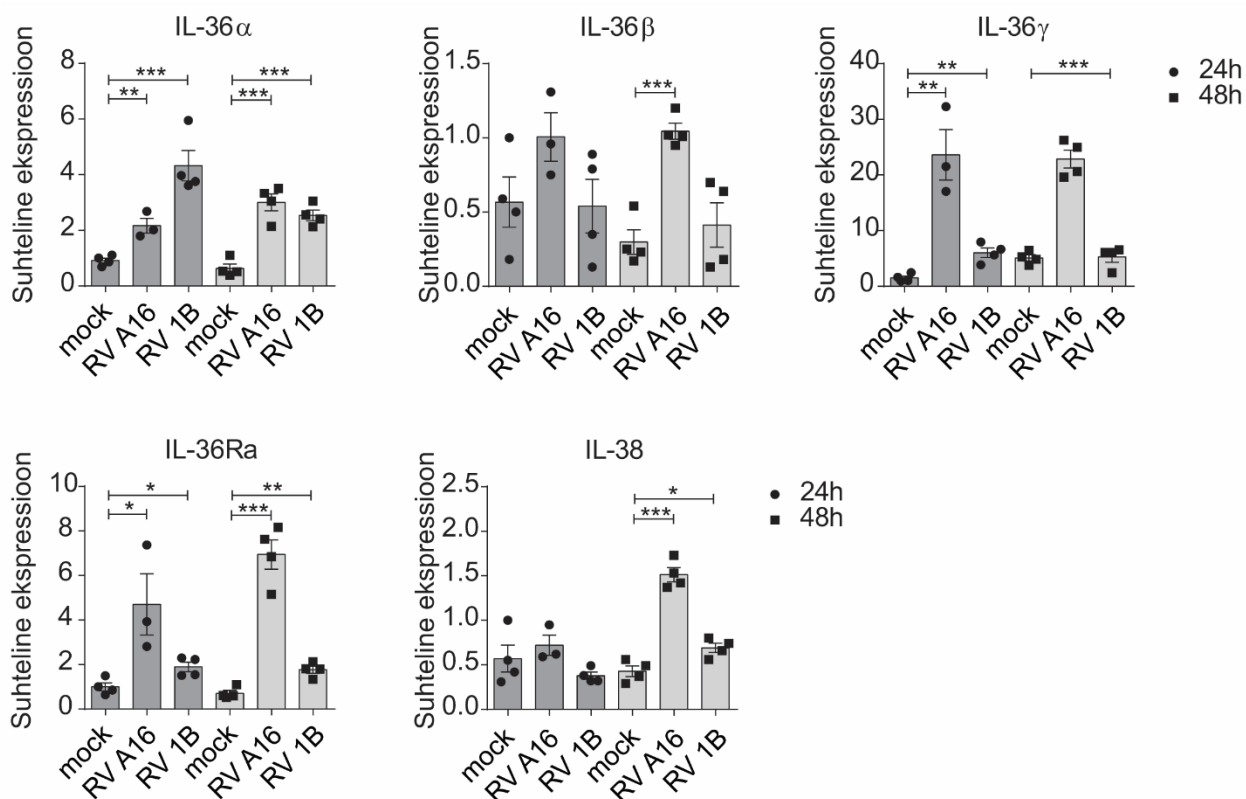 IL-36α
Suhteline ekspressioon
8
6
4
2
0
*** ***
** ***
mock RV A16 RV 1B mock RV A16 RV 1B
IL-36β
Suhteline ekspressioon
1.5
1.0
0.5
0.0
***
mock RV A16 RV 1B mock RV A16 RV 1B
IL-36γ
Suhteline ekspressioon
40
30
20
10
0
** ***
**
mock RV A16 RV 1B mock RV A16 RV 1B
24h
48h
IL-36Ra
Suhteline ekspressioon
10
8
6
4
2
0
* **
* ***
mock RV A16 RV 1B mock RV A16 RV 1B
IL-38
Suhteline ekspressioon
2.5
2.0
1.5
1.0
0.5
0.0
*
***
mock RV A16 RV 1B mock RV A16 RV 1B
24h
48h